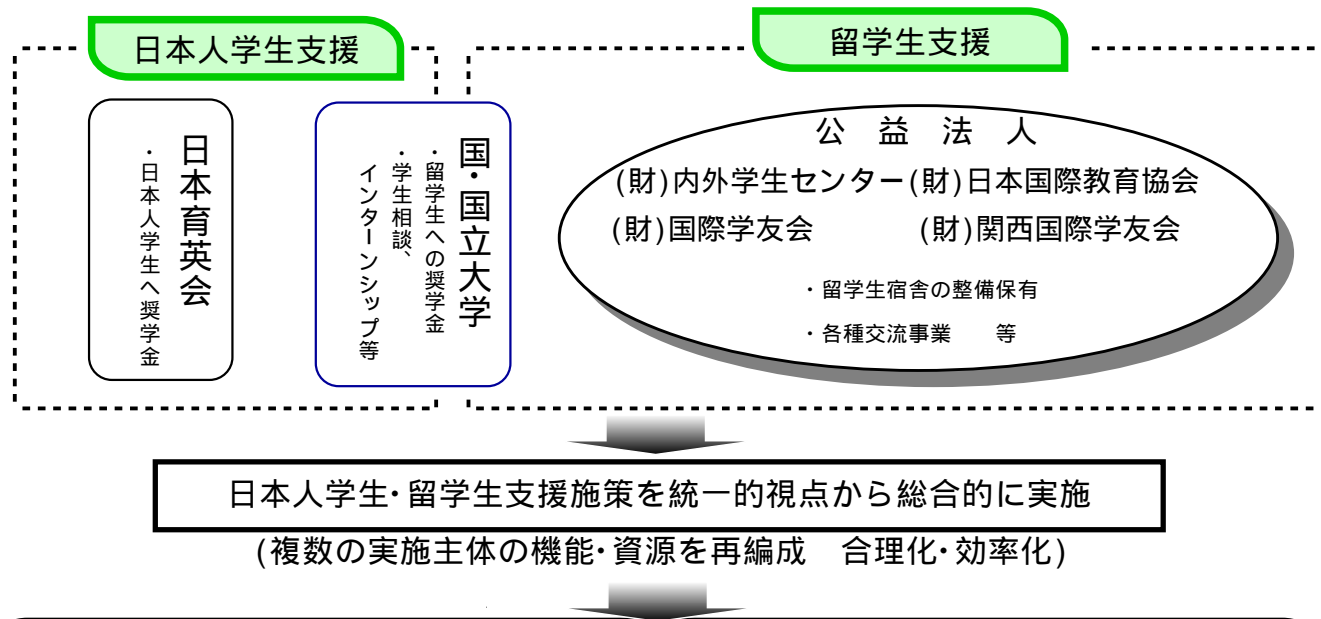 日本人学生支援
留学生支援
日本育英会
・日本人学生へ奨学金
国・国立大学
・留学生への奨学金
・学生相談、
インターンシップ等
公 益 法 人
(財)内外学生センター(財)日本国際教育協会
(財)国際学友会 (財)関西国際学友会
・留学生宿舎の整備保有
・各種交流事業 等
日本人学生・留学生支援施策を統一的視点から総合的に実施
(複数の実施主体の機能・資源を再編成 合理化・効率化)